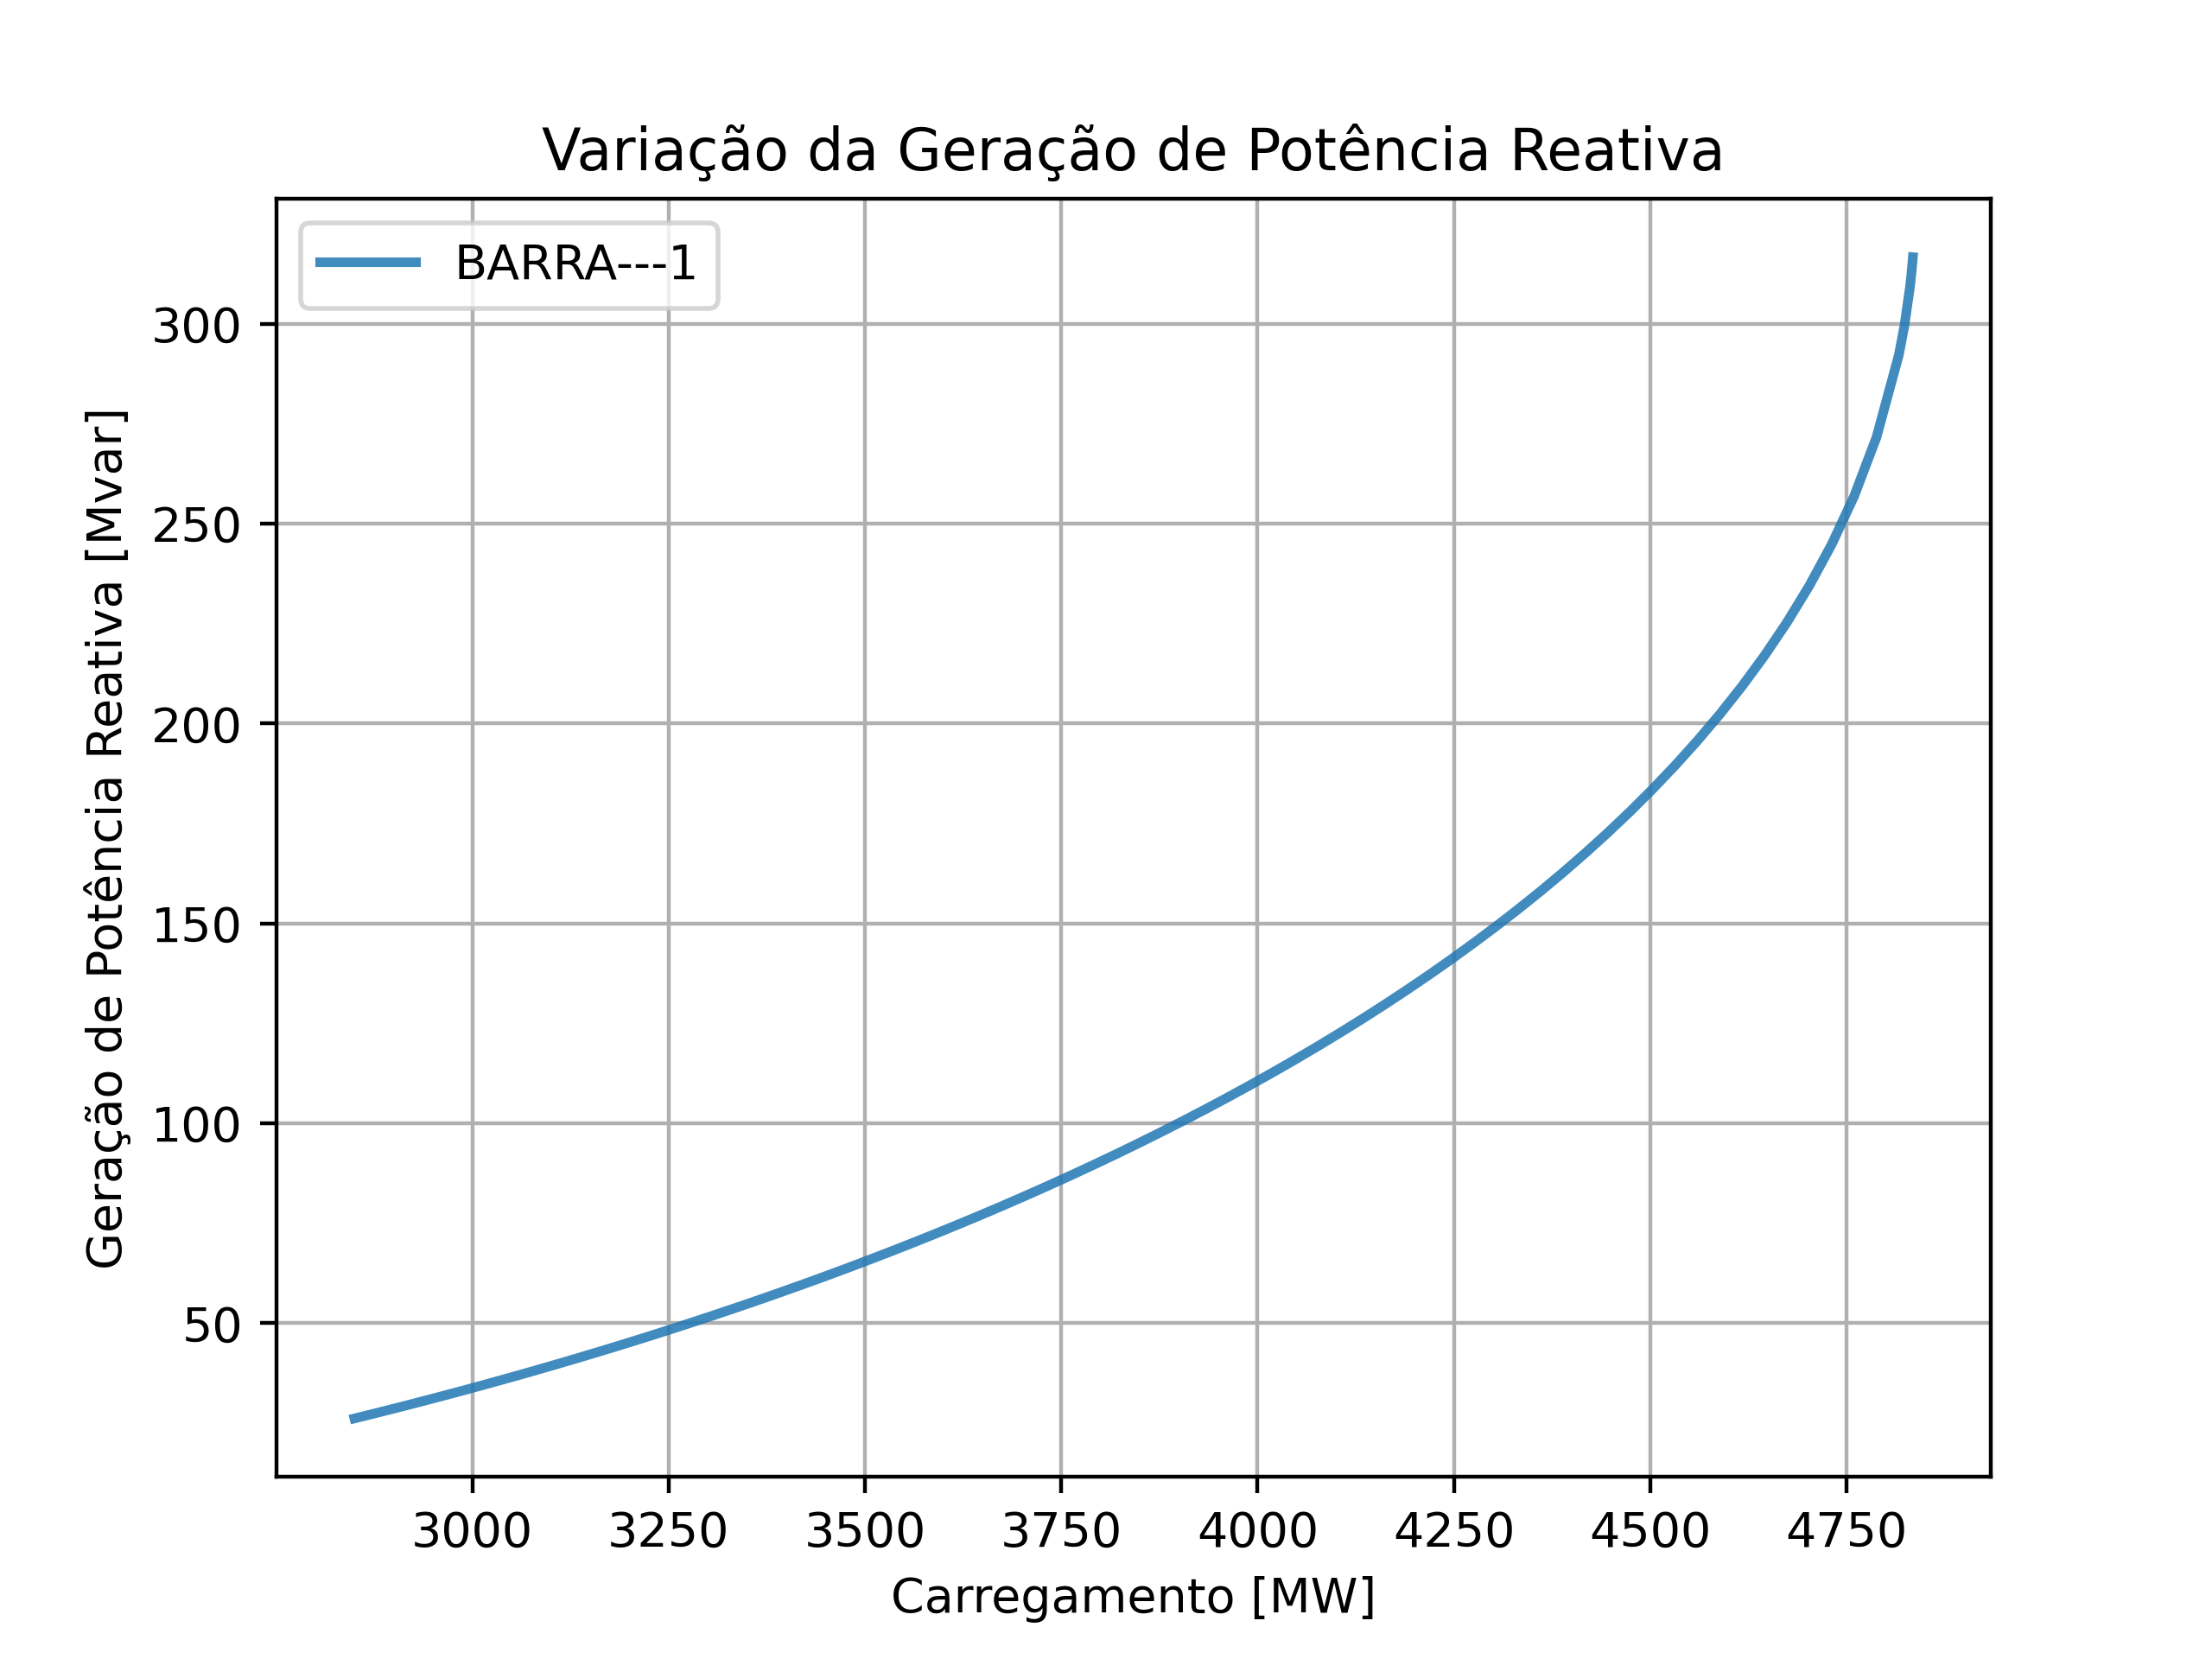 Variação da Geração de Potência Reativa
BARRA---1
Geração de Potência Reativa [Mvar]
300
250
200
150
100
50
3000 3250 3500 3750 4000 4250 4500 4750
Carregamento [MW]